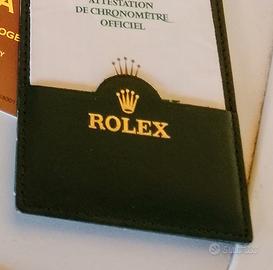 ATTESTATION
DE CHRONOMÈTRE
OFFICIEL
ROLEX